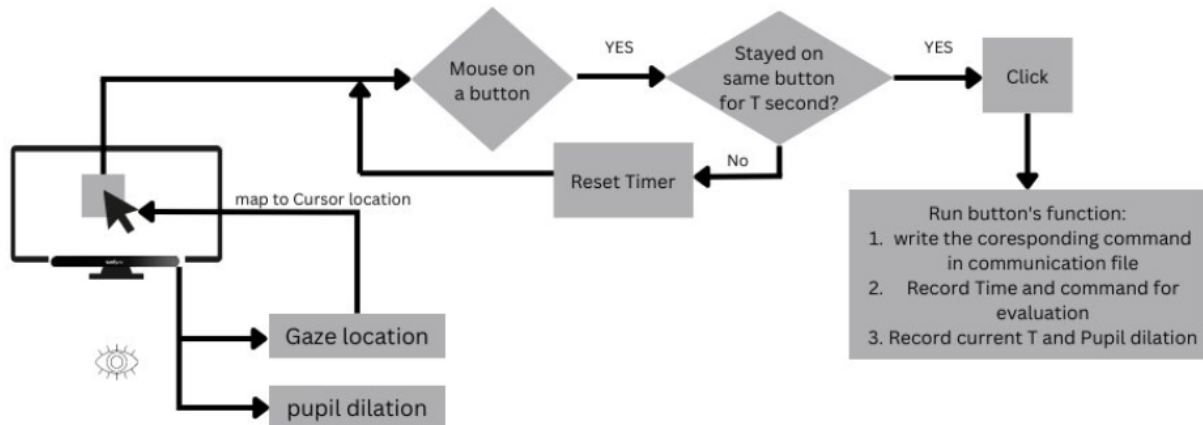 Mouse on
a button
YES
Stayed on
same button
for T second?
YES
Click
No
Reset Timer
map to Cursor location
Run button's function:
1. write the coresponding command
in communication file
2. Record Time and command for
evaluation
3. Record current T and Pupil dilation
Gaze location
pupil dilation